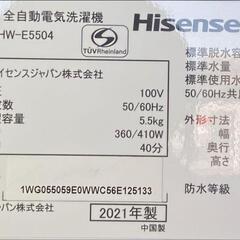 全自動電気洗濯機
Hisense
HW-E5504
TÜVRheinland
標準脱水容
標準水量
標準使用水
50/60Hz共用
イセンスジャパン株式会社
100V
50/60Hz
5.5kg
360/410W
40分
外形寸法
幅
奥行
高さ
1WG055059E0WWC56E125133
防水等級
パン株式会社
2021年製
中国製